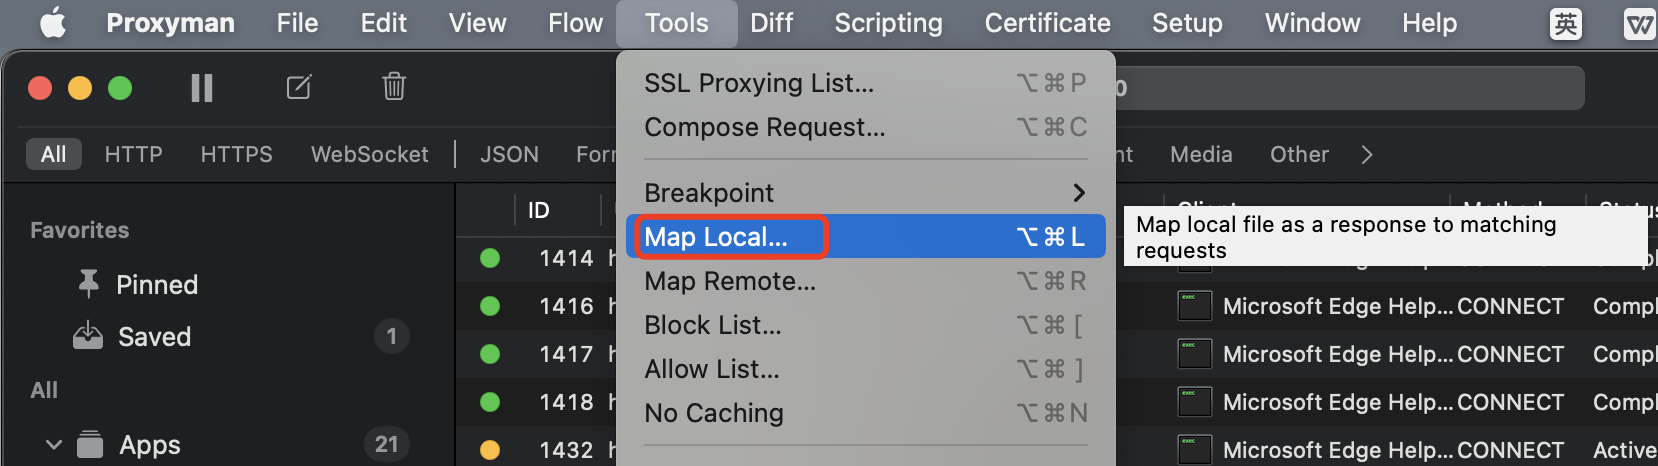 Proxyman File Edit View Flow Tools Diff Scripting Certificate Setup Window Help 英
SSL Proxying List... ⌥⌘P
Compose Request... ⌥⌘C
All HTTP HTTPS WebSocket JSON Media Other
Breakpoint
Map Local... ⌥⌘L
Map Remote... ⌥⌘R
Block List... ⌥⌘[
Allow List... ⌥⌘]
No Caching ⌥⌘N
Map local file as a response to matching
requests
Favorites
Pinned
Saved 1
All
Apps 21
ID
1414
1416 Microsoft Edge Help... CONNECT Compl
1417 Microsoft Edge Help... CONNECT Compl
1418 Microsoft Edge Help... CONNECT Compl
1432 Microsoft Edge Help... CONNECT Active